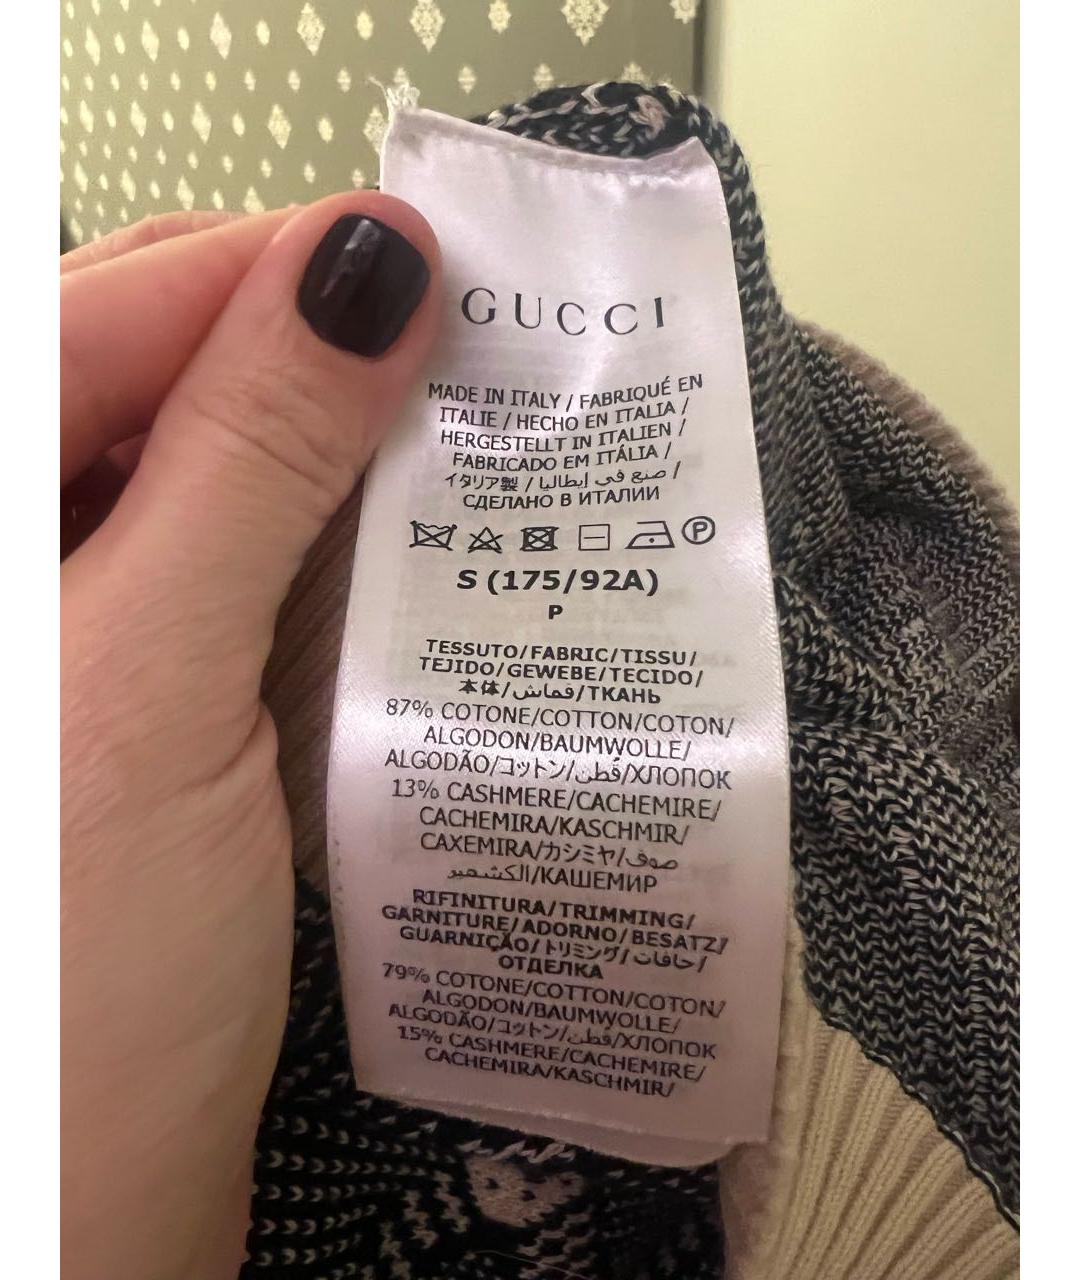 GUCCI
MADE IN ITALY / FABRIQUÉ EN
ITALIE / HECHO EN ITALIA /
HERGESTELLT IN ITALIEN /
FABRICADO EM ITÁLIA /
イタリア製 / صنع في إيطاليا /
СДЕЛАНО В ИТАЛИИ
P
S (175/92A)
P
TESSUTO/FABRIC/TISSU/
TEJIDO/GEWEBE/TECIDO/
本体/قماش/ТКАНЬ
87% COTONE/COTTON/COTON/
ALGODON/BAUMWOLLE/
ALGODÃO/コットン/قطن/ХЛОПОК
13% CASHMERE/CACHEMIRE/
CACHEMIRA/KASCHMIR/
CAXEMIRA/カシミヤ/صوف
الكشمير/КАШЕМИР
RIFINITURA/TRIMMING/
GARNITURE/ADORNO/BESATZ/
GUARNIÇÃO/トリミング/حافات/
ОТДЕЛКА
79% COTONE/COTTON/COTON/
ALGODON/BAUMWOLLE/
ALGODÃO/コットン/قطن/ХЛОПОК
15% CASHMERE/CACHEMIRE/
CACHEMIRA/KASCHMIR/